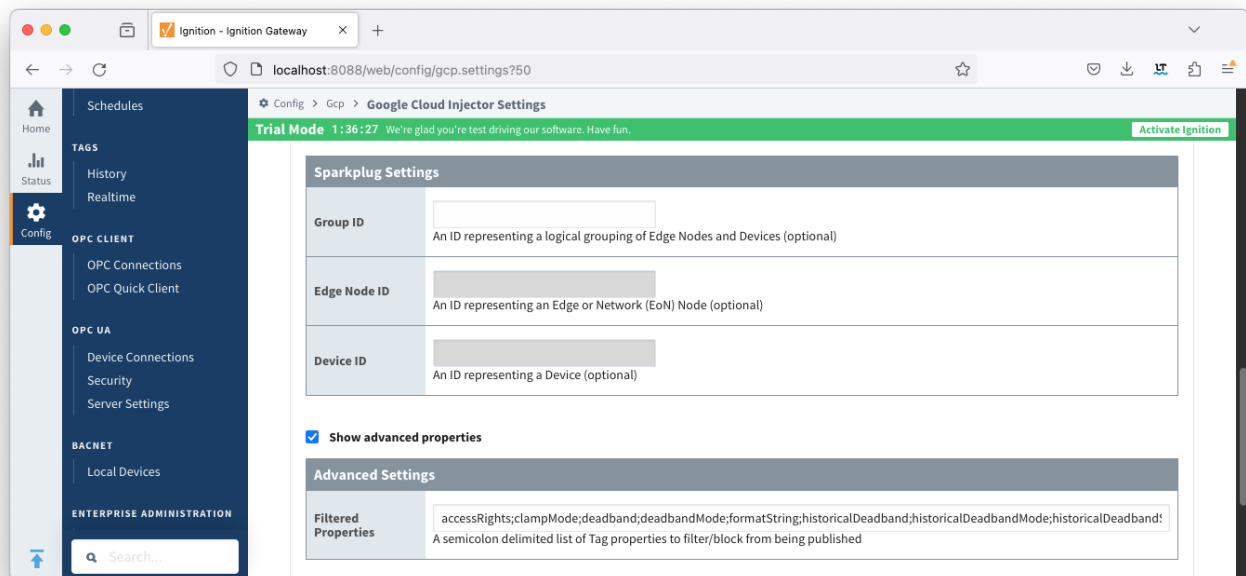 Ignition - Ignition Gateway
localhost:8088/web/config/gcp.settings?50
Home
Status
Config
Schedules
TAGS
History
Realtime
OPC CLIENT
OPC Connections
OPC Quick Client
OPC UA
Device Connections
Security
Server Settings
BACNET
Local Devices
ENTERPRISE ADMINISTRATION
Search...
Config > Gcp > Google Cloud Injector Settings
Trial Mode 1:36:27 We're glad you're test driving our software. Have fun.
Activate Ignition
Sparkplug Settings
Group ID
An ID representing a logical grouping of Edge Nodes and Devices (optional)
Edge Node ID
An ID representing an Edge or Network (EoN) Node (optional)
Device ID
An ID representing a Device (optional)
Show advanced properties
Advanced Settings
Filtered
Properties
accessRights;clampMode;deadband;deadbandMode;formatString;historicalDeadband;historicalDeadbandMode;historicalDeadbandS
A semicolon delimited list of Tag properties to filter/block from being published